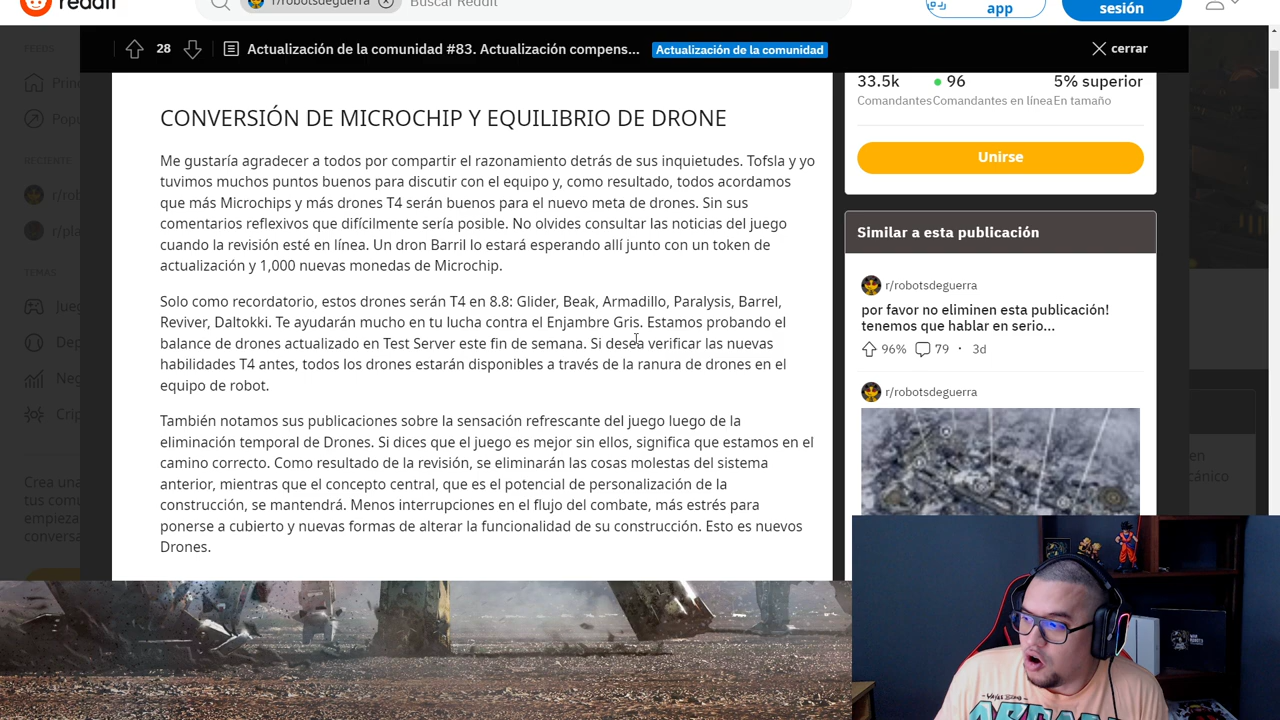 reddit
r/robotsdeguerra
Buscar Reddit
app
sesión
28
Actualización de la comunidad #83. Actualización compens...
Actualización de la comunidad
cerrar
FEEDS
RECIENTE
TEMAS
CONVERSIÓN DE MICROCHIP Y EQUILIBRIO DE DRONE
Me gustaría agradecer a todos por compartir el razonamiento detrás de sus inquietudes. Tofsla y yo
tuvimos muchos puntos buenos para discutir con el equipo y, como resultado, todos acordamos
que más Microchips y más drones T4 serán buenos para el nuevo meta de drones. Sin sus
comentarios reflexivos que difícilmente sería posible. No olvides consultar las noticias del juego
cuando la revisión esté en línea. Un dron Barril lo estará esperando allí junto con un token de
actualización y 1,000 nuevas monedas de Microchip.
Solo como recordatorio, estos drones serán T4 en 8.8: Glider, Beak, Armadillo, Paralysis, Barrel,
Reviver, Daltokki. Te ayudarán mucho en tu lucha contra el Enjambre Gris. Estamos probando el
balance de drones actualizado en Test Server este fin de semana. Si desea verificar las nuevas
habilidades T4 antes, todos los drones estarán disponibles a través de la ranura de drones en el
equipo de robot.
También notamos sus publicaciones sobre la sensación refrescante del juego luego de la
eliminación temporal de Drones. Si dices que el juego es mejor sin ellos, significa que estamos en el
camino correcto. Como resultado de la revisión, se eliminarán las cosas molestas del sistema
anterior, mientras que el concepto central, que es el potencial de personalización de la
construcción, se mantendrá. Menos interrupciones en el flujo del combate, más estrés para
ponerse a cubierto y nuevas formas de alterar la funcionalidad de su construcción. Esto es nuevos
Drones.
33.5k
96
5% superior
Comandantes
Comandantes en línea
En tamaño
Unirse
Similar a esta publicación
r/robotsdeguerra
por favor no eliminen esta publicación!
tenemos que hablar en serio...
96%
79
· 3d
r/robotsdeguerra